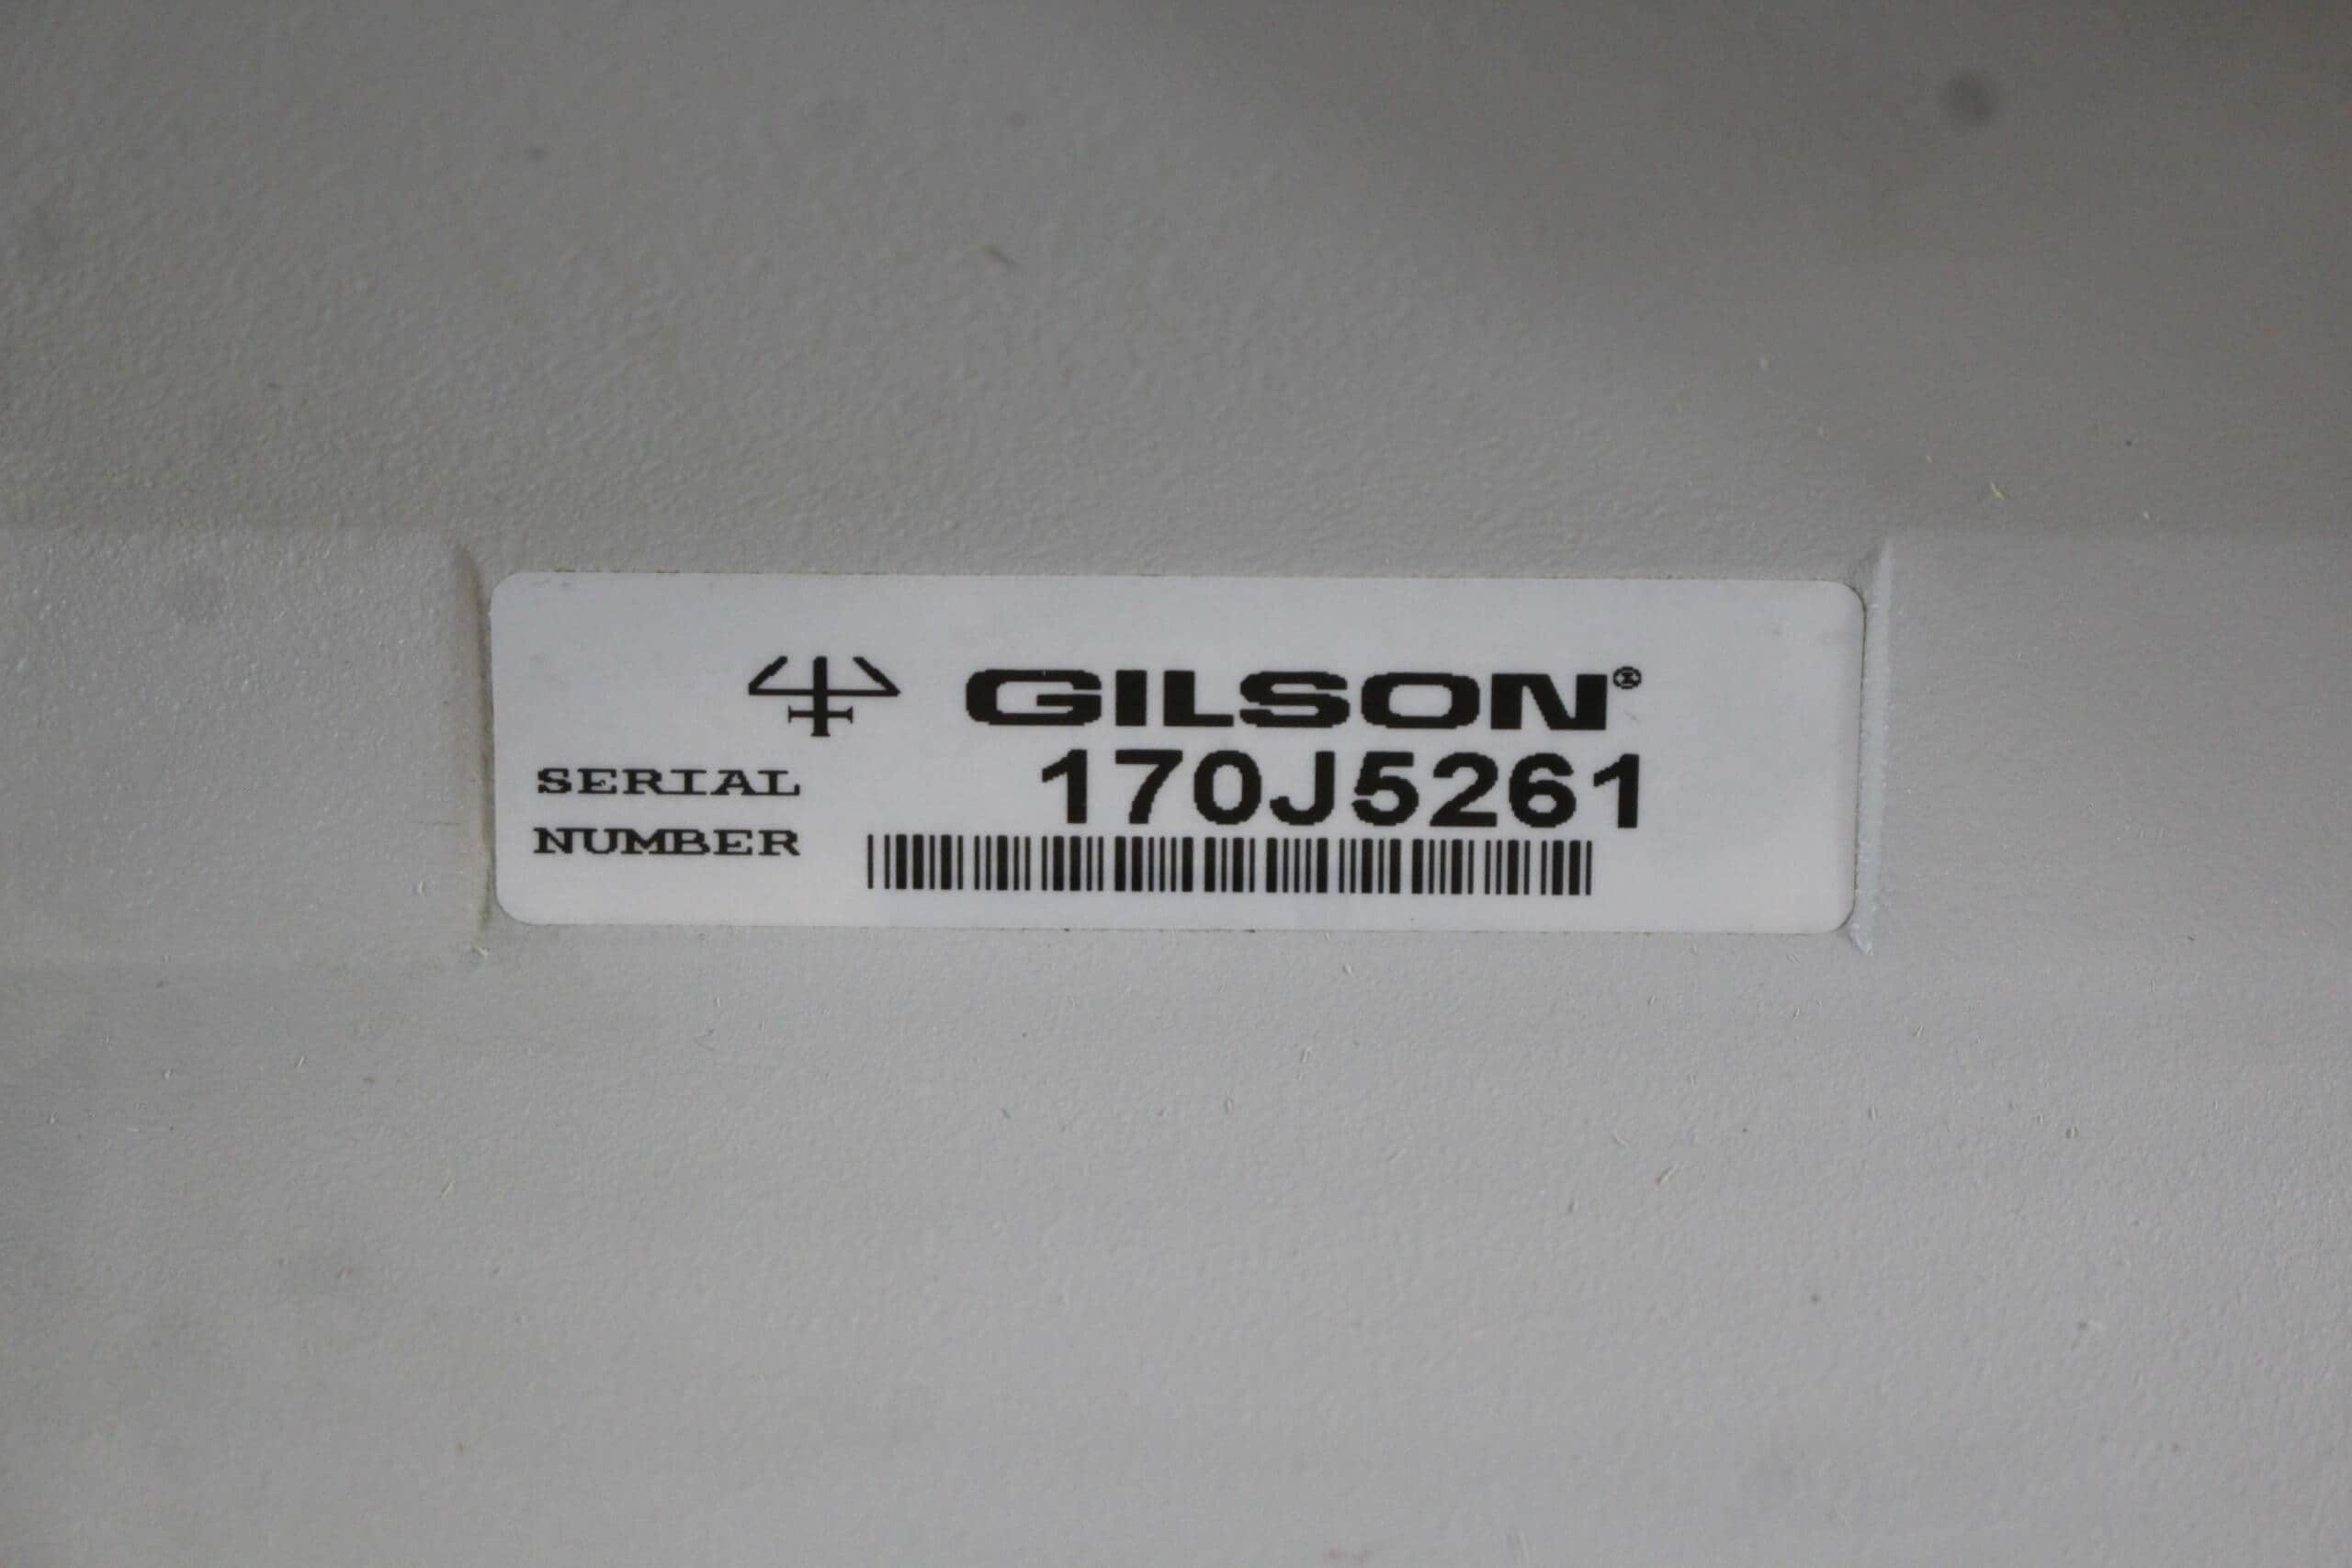 GILSON®
170J5261
SERIAL
NUMBER